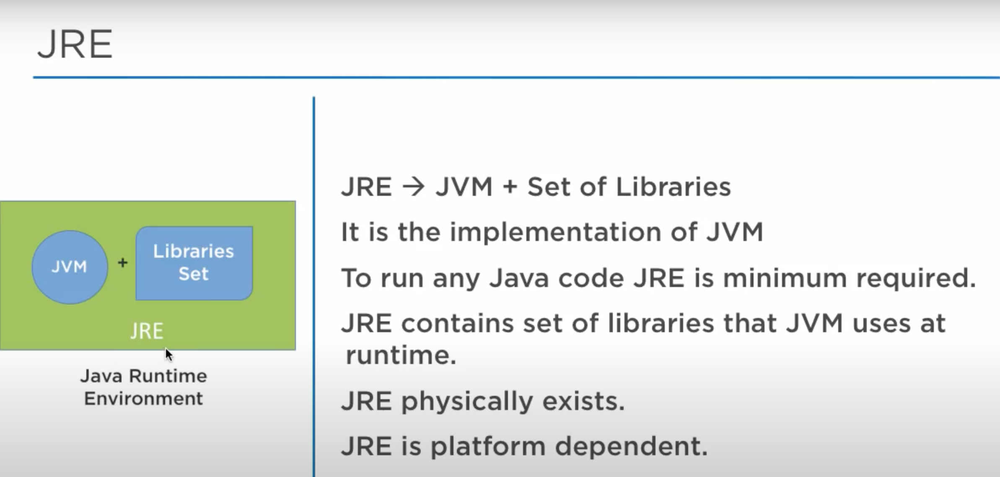 JRE
JVM
+
Libraries
Set
JRE
Java Runtime
Environment
JRE → JVM + Set of Libraries
It is the implementation of JVM
To run any Java code JRE is minimum required.
JRE contains set of libraries that JVM uses at
runtime.
JRE physically exists.
JRE is platform dependent.